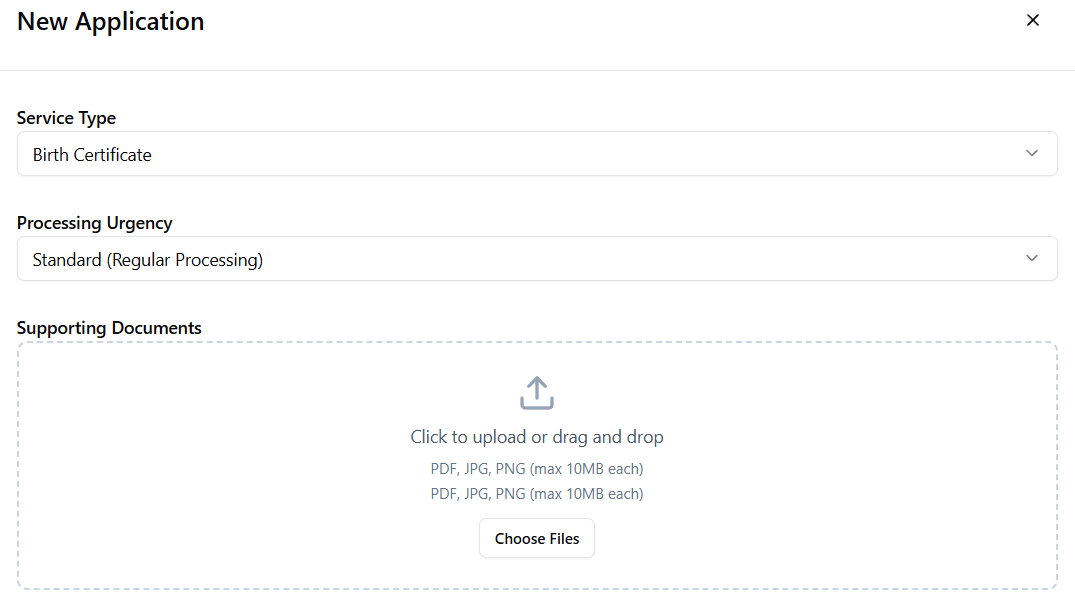 New Application
Service Type
Birth Certificate
Processing Urgency
Standard (Regular Processing)
Supporting Documents
Click to upload or drag and drop
PDF, JPG, PNG (max 10MB each)
PDF, JPG, PNG (max 10MB each)
Choose Files